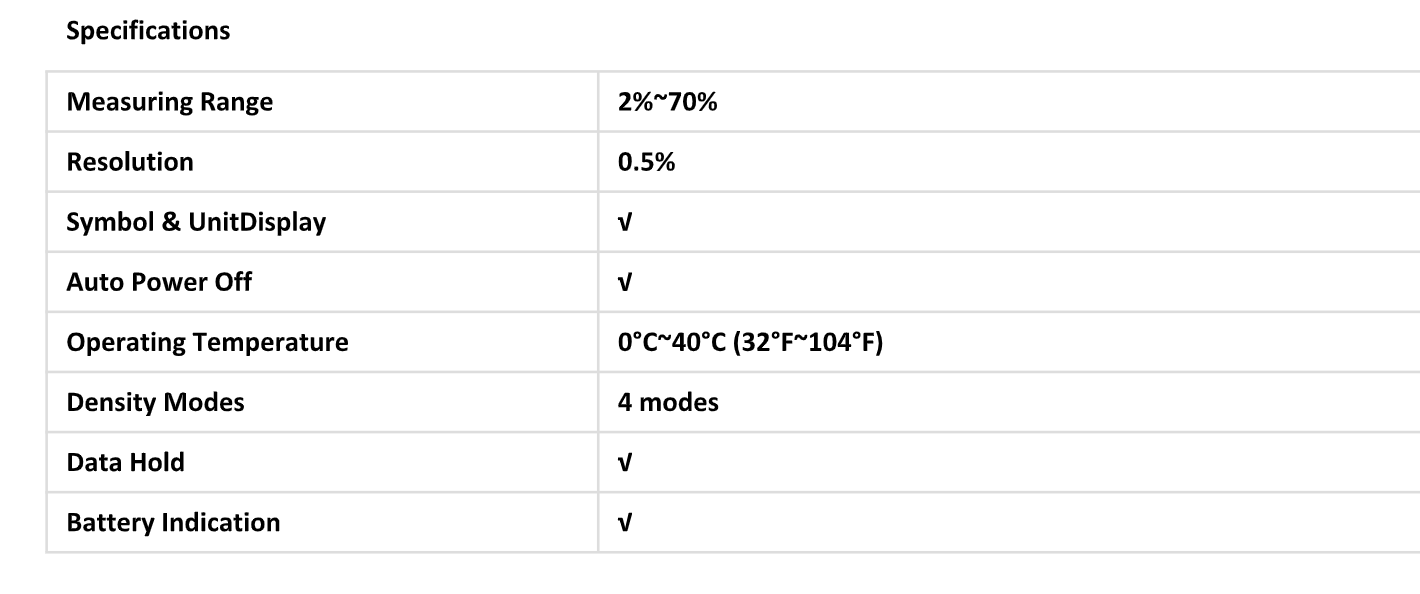 Specifications
Measuring Range 2%~70%
Resolution 0.5%
Symbol & UnitDisplay √
Auto Power Off √
Operating Temperature 0°C~40°C (32°F~104°F)
Density Modes 4 modes
Data Hold √
Battery Indication √